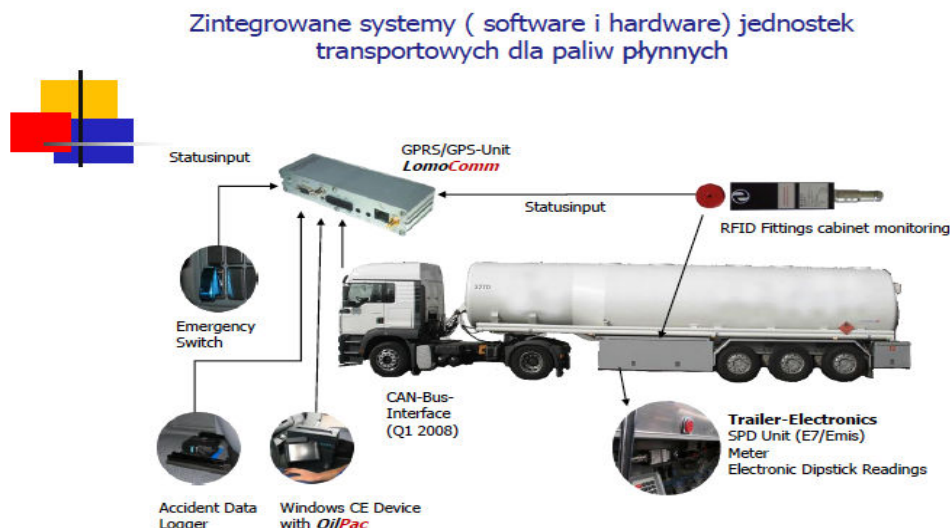 Zintegrowane systemy ( software i hardware) jednostek
transportowych dla paliw płynnych
Statusinput
GPRS/GPS-Unit
LomoComm
Statusinput
RFID Fittings cabinet monitoring
Emergency
Switch
CAN-Bus-
Interface
(Q1 2008)
Trailer-Electronics
SPD Unit (E7/Emis)
Meter
Electronic Dipstick Readings
Accident Data
Logger
Windows CE Device
with OilPac